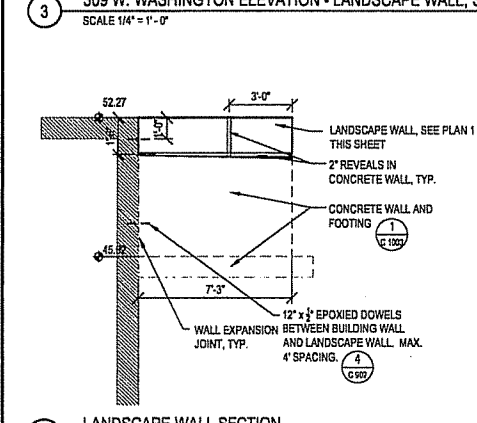 3
309 W. WASHINGTON ELEVATION - LANDSCAPE WALL,
SCALE 1/4" = 1'- 0"
52.27
3'-0"
1'-0"
LANDSCAPE WALL, SEE PLAN 1
THIS SHEET
2" REVEALS IN
CONCRETE WALL, TYP.
CONCRETE WALL AND
FOOTING
1
C 1003
7'-3"
12" x ½" EPOXIED DOWELS
BETWEEN BUILDING WALL
AND LANDSCAPE WALL. MAX.
4' SPACING.
4
WALL EXPANSION
JOINT, TYP.
LANDSCAPE WALL SECTION